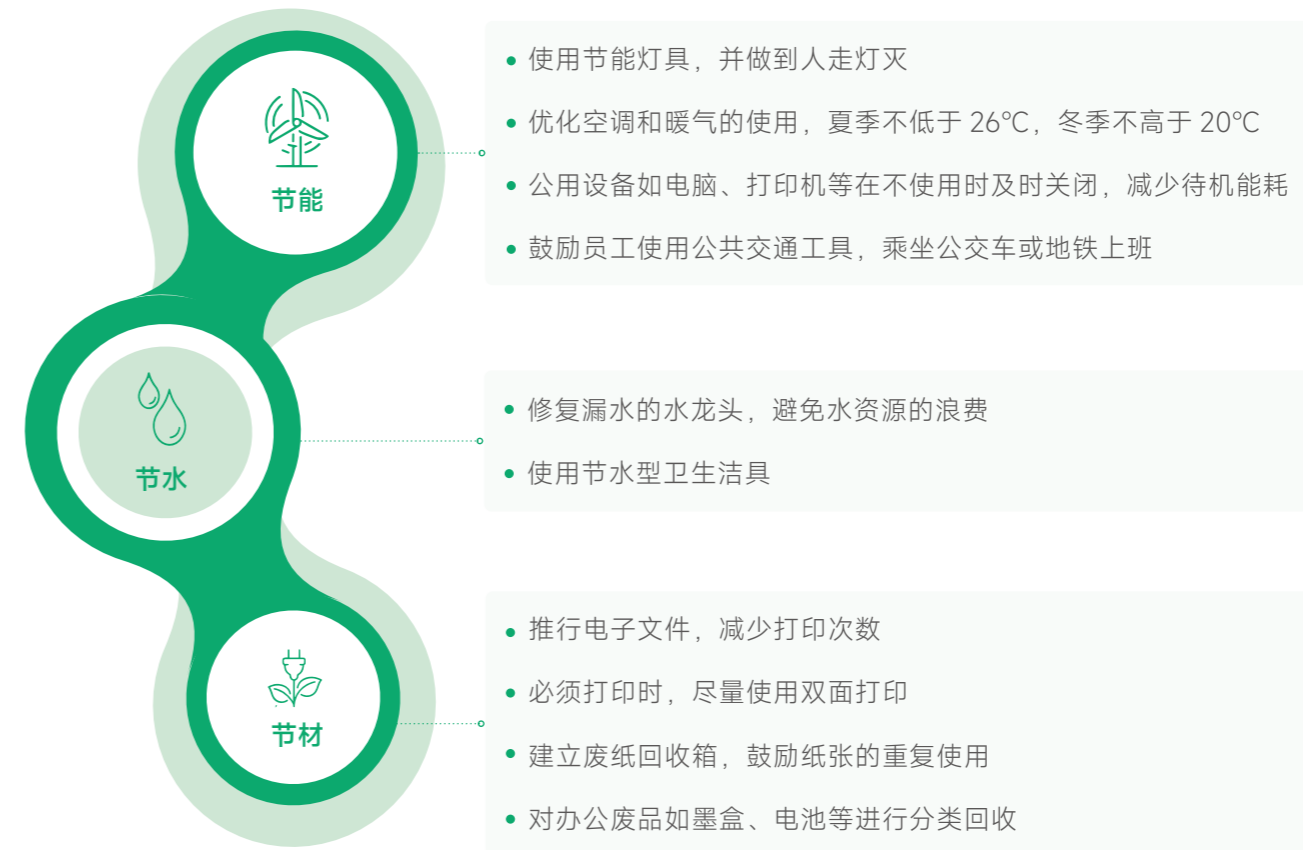 节能
使用节能灯具，并做到人走灯灭
优化空调和暖气的使用，夏季不低于 26℃，冬季不高于 20℃
公用设备如电脑、打印机等在不使用时及时关闭，减少待机能耗
鼓励员工使用公共交通工具，乘坐公交车或地铁上班
节水
修复漏水的水龙头，避免水资源的浪费
使用节水型卫生洁具
节材
推行电子文件，减少打印次数
必须打印时，尽量使用双面打印
建立废纸回收箱，鼓励纸张的重复使用
对办公废品如墨盒、电池等进行分类回收